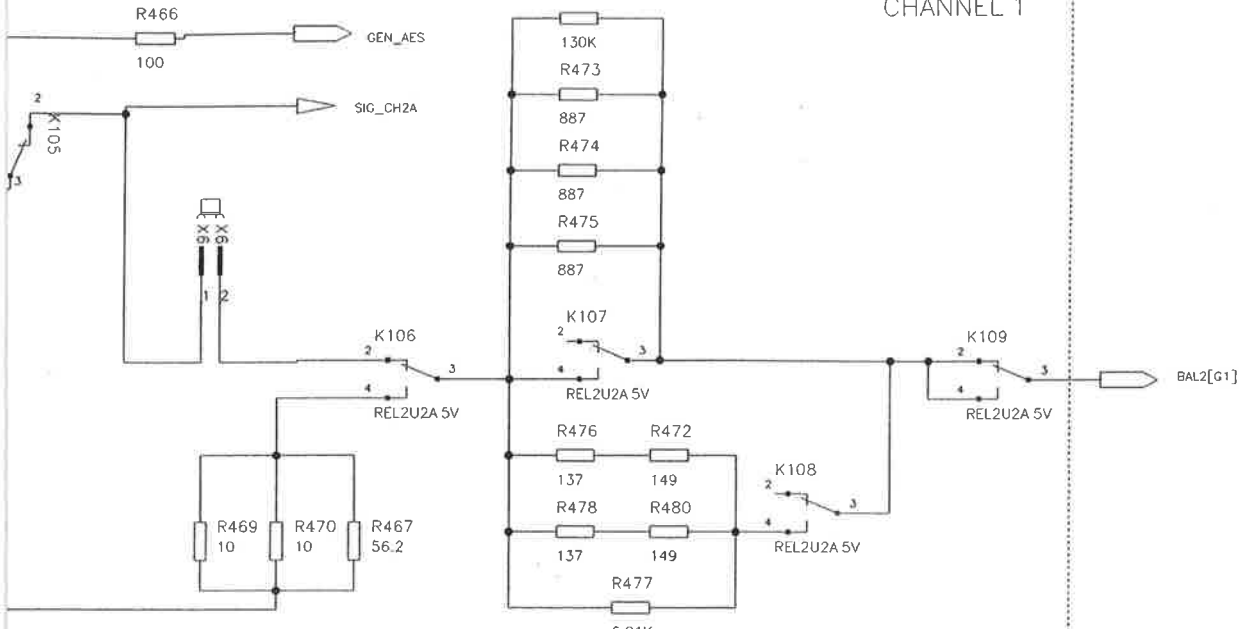 CHANNEL 1
R466
GEN_AES
100
130K
R473
2
SIG_CH2A
K105
3
887
R474
887
R475
887
X6 X6
1 2
K106
2
3
4
REL2U2A 5V
K107
2
3
4
REL2U2A 5V
K109
2
3
4
REL2U2A 5V
BAL2[G1]
R476 R472
137 149
K108
2
3
4
REL2U2A 5V
R478 R480
137 149
R469 R470 R467
10 10 56.2
R477